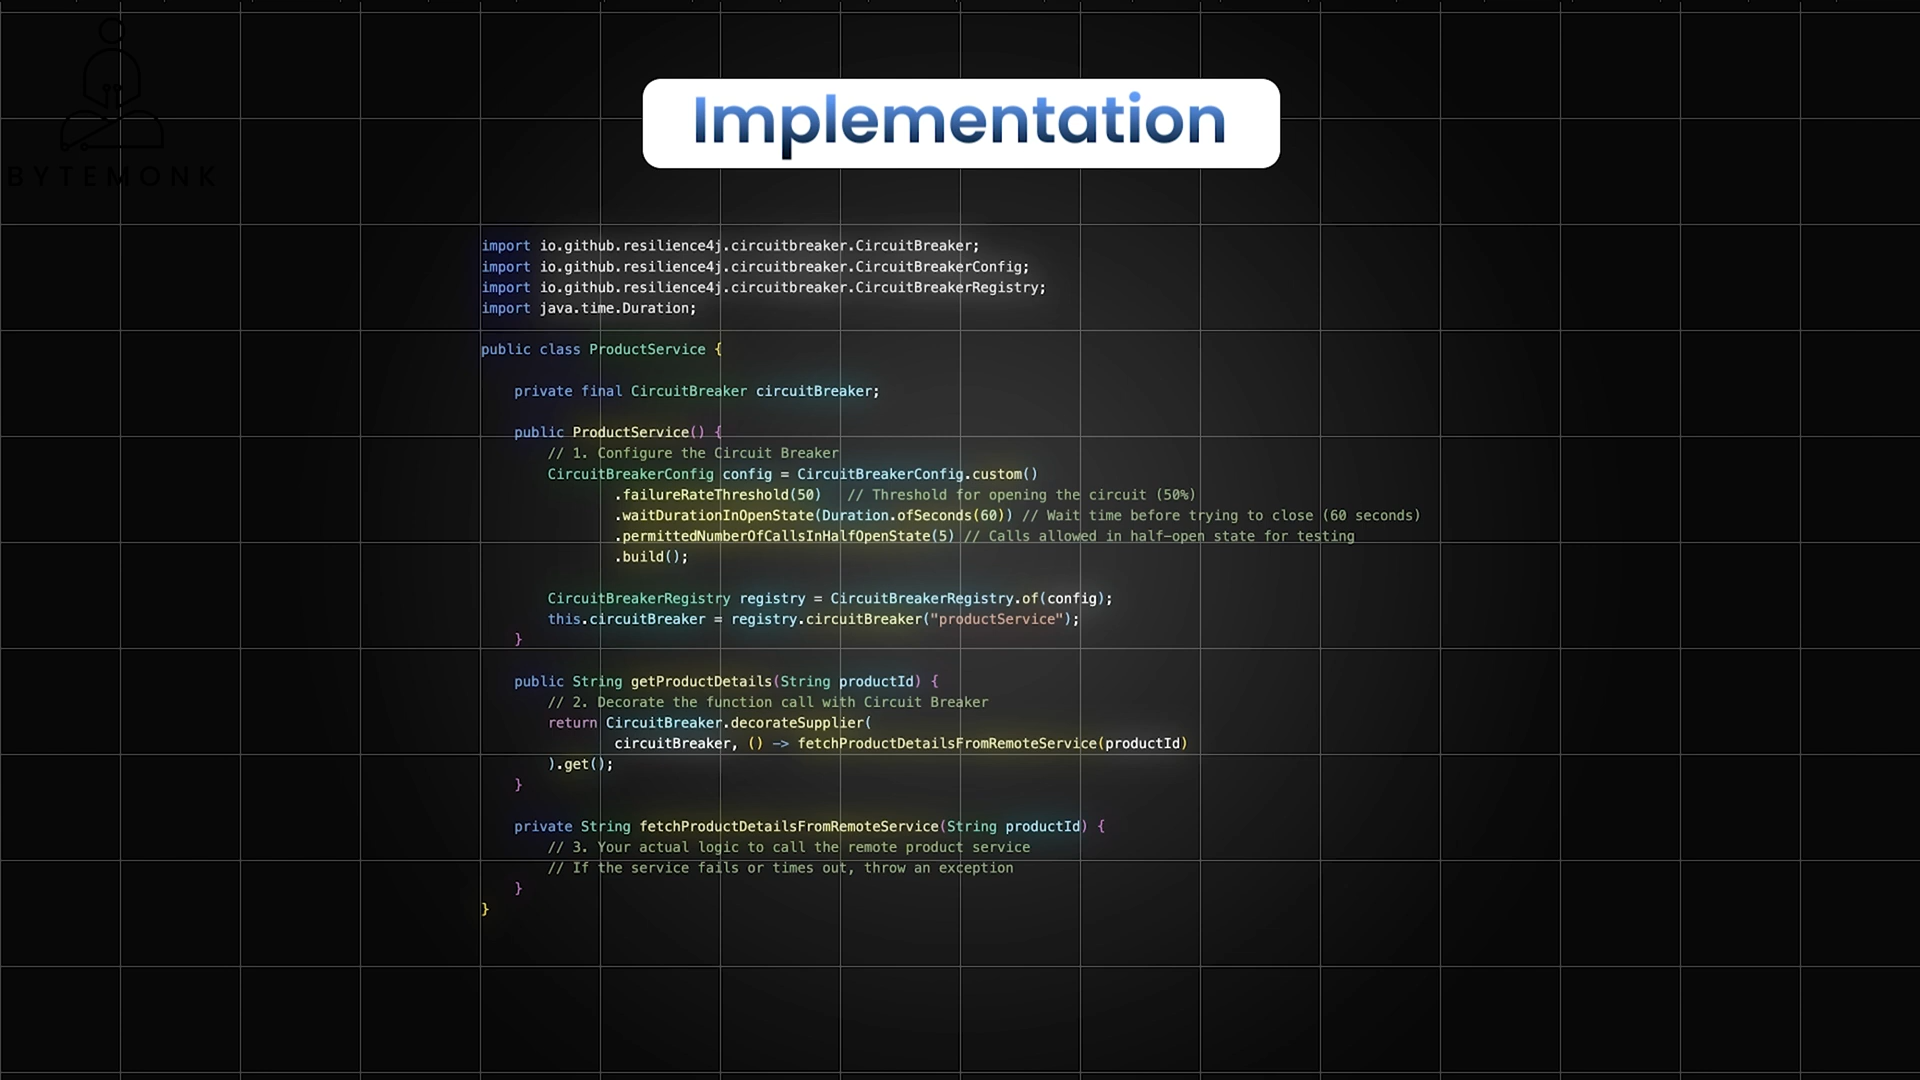 BYTEMONK
Implementation
import io.github.resilience4j.circuitbreaker.CircuitBreaker;
import io.github.resilience4j.circuitbreaker.CircuitBreakerConfig;
import io.github.resilience4j.circuitbreaker.CircuitBreakerRegistry;
import java.time.Duration;
public class ProductService {
private final CircuitBreaker circuitBreaker;
public ProductService() {
// 1. Configure the Circuit Breaker
CircuitBreakerConfig config = CircuitBreakerConfig.custom()
.failureRateThreshold(50) // Threshold for opening the circuit (50%)
.waitDurationInOpenState(Duration.ofSeconds(60)) // Wait time before trying to close (60 seconds)
.permittedNumberOfCallsInHalfOpenState(5) // Calls allowed in half-open state for testing
.build();
CircuitBreakerRegistry registry = CircuitBreakerRegistry.of(config);
this.circuitBreaker = registry.circuitBreaker("productService");
}
public String getProductDetails(String productId) {
// 2. Decorate the function call with Circuit Breaker
return CircuitBreaker.decorateSupplier(
circuitBreaker, () -> fetchProductDetailsFromRemoteService(productId)
).get();
}
private String fetchProductDetailsFromRemoteService(String productId) {
// 3. Your actual logic to call the remote product service
// If the service fails or times out, throw an exception
}
}